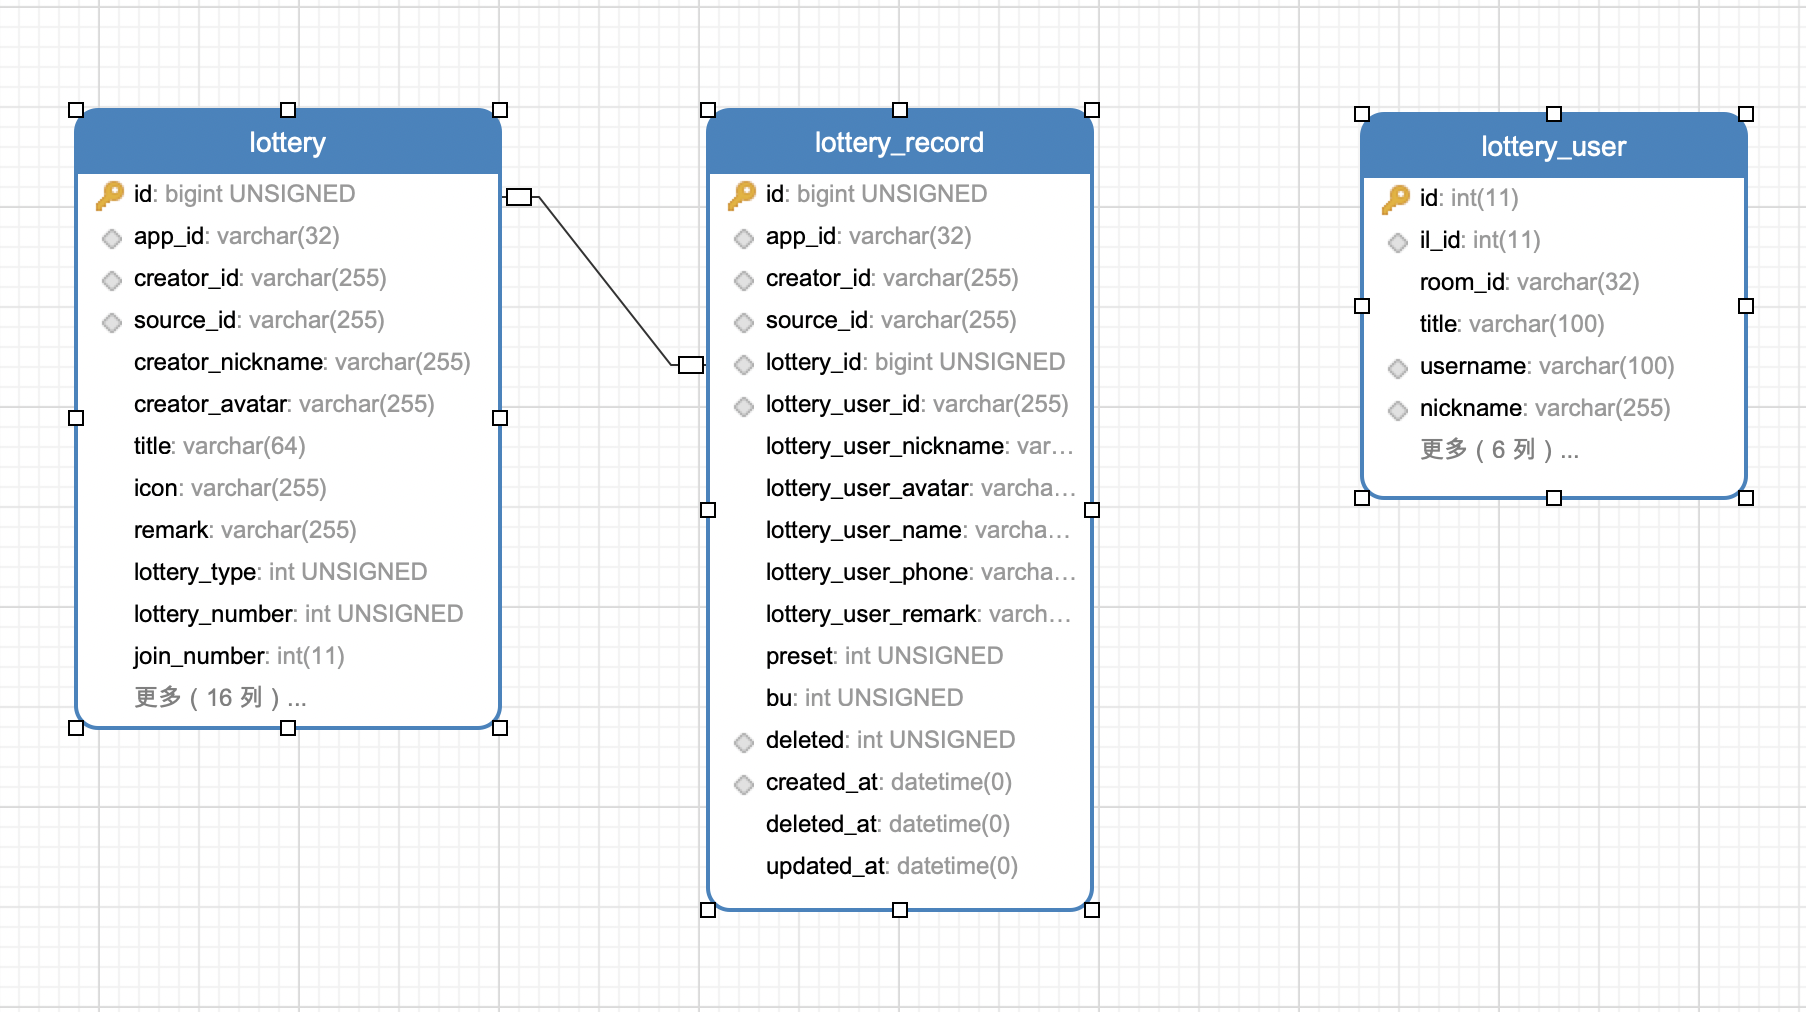 lottery
id: bigint UNSIGNED
app_id: varchar(32)
creator_id: varchar(255)
source_id: varchar(255)
creator_nickname: varchar(255)
creator_avatar: varchar(255)
title: varchar(64)
icon: varchar(255)
remark: varchar(255)
lottery_type: int UNSIGNED
lottery_number: int UNSIGNED
join_number: int(11)
更多 ( 16 列 ) ...
lottery_record
id: bigint UNSIGNED
app_id: varchar(32)
creator_id: varchar(255)
source_id: varchar(255)
lottery_id: bigint UNSIGNED
lottery_user_id: varchar(255)
lottery_user_nickname: var...
lottery_user_avatar: varcha...
lottery_user_name: varcha...
lottery_user_phone: varcha...
lottery_user_remark: varch...
preset: int UNSIGNED
bu: int UNSIGNED
deleted: int UNSIGNED
created_at: datetime(0)
deleted_at: datetime(0)
updated_at: datetime(0)
lottery_user
id: int(11)
il_id: int(11)
room_id: varchar(32)
title: varchar(100)
username: varchar(100)
nickname: varchar(255)
更多 ( 6 列 ) ...